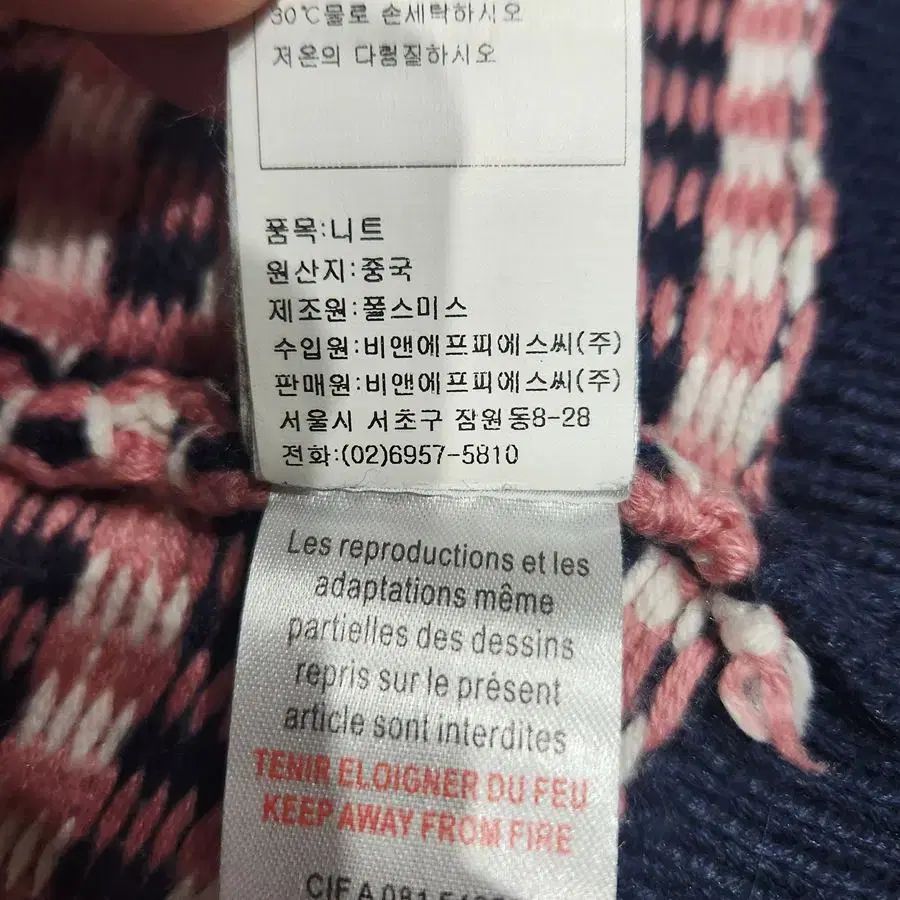 30℃물로 손세탁하시오
저온의 다림질하시오
품목:니트
원산지:중국
제조원:폴스미스
수입원:비앤에프피에스씨(주)
판매원:비앤에프피에스씨(주)
서울시 서초구 잠원동8-28
전화:(02)6957-5810
Les reproductions et les
adaptations même
partielles des dessins
repris sur le présent
article sont interdites
TENIR ELOIGNER DU FEU
KEEP AWAY FROM FIRE
CIF A 081